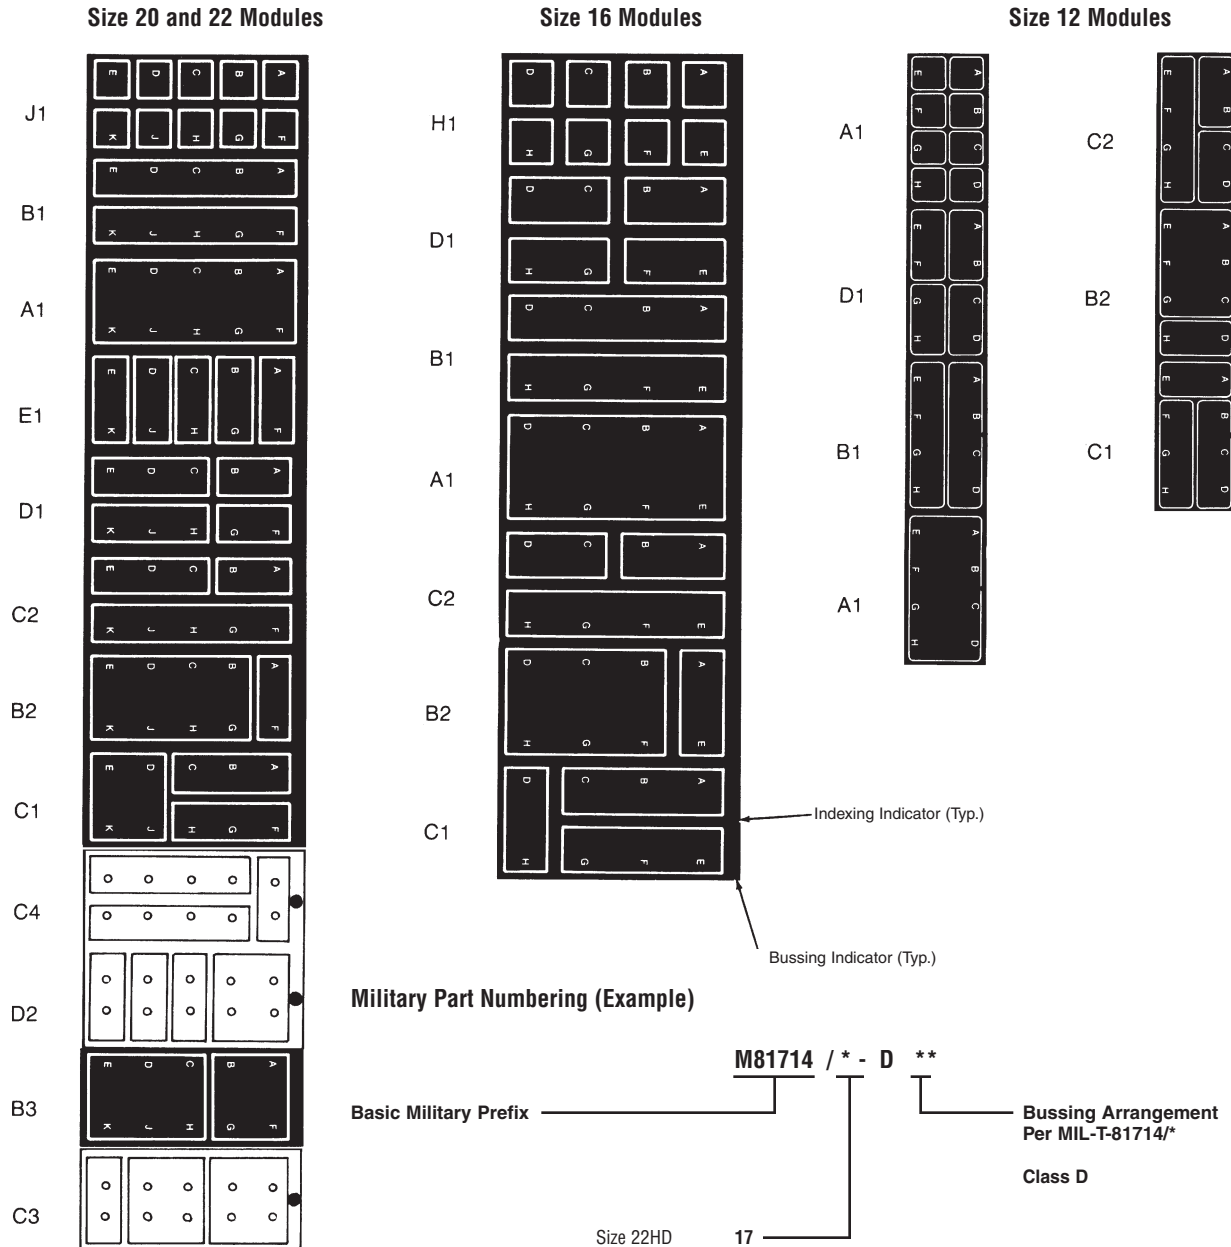 Size 20 and 22 Modules
J1
E D C B A
K J H G F
B1
E D C B A
K J H G F
A1
E D C B A
K J H G F
E1
E D C B A
K J H G F
D1
E D C B A
K J H G F
C2
E D C B A
K J H G F
B2
E D C B A
K J H G F
C1
E D C B A
K J H G F
C4
D2
B3
E D C B A
K J H G F
C3
Size 16 Modules
H1
D C B A
H G F E
D1
D C B A
H G F E
B1
D C B A
H G F E
A1
D C B A
H G F E
C2
D C B A
H G F E
B2
D C B A
H G F E
C1
D C B A
H G F E
Indexing Indicator (Typ.)
Bussing Indicator (Typ.)
Size 12 Modules
A1
E A
F B
G C
H D
D1
E A
F B
G C
H D
B1
E A
F B
G C
H D
A1
E A
F B
G C
H D
C2
E A
F B
G C
H D
B2
E A
F B
G C
H D
C1
E A
F B
G C
H D
Military Part Numbering (Example)
M81714 / * - D **
Basic Military Prefix
Bussing Arrangement
Per MIL-T-81714/*
Class D
Size 22HD 17